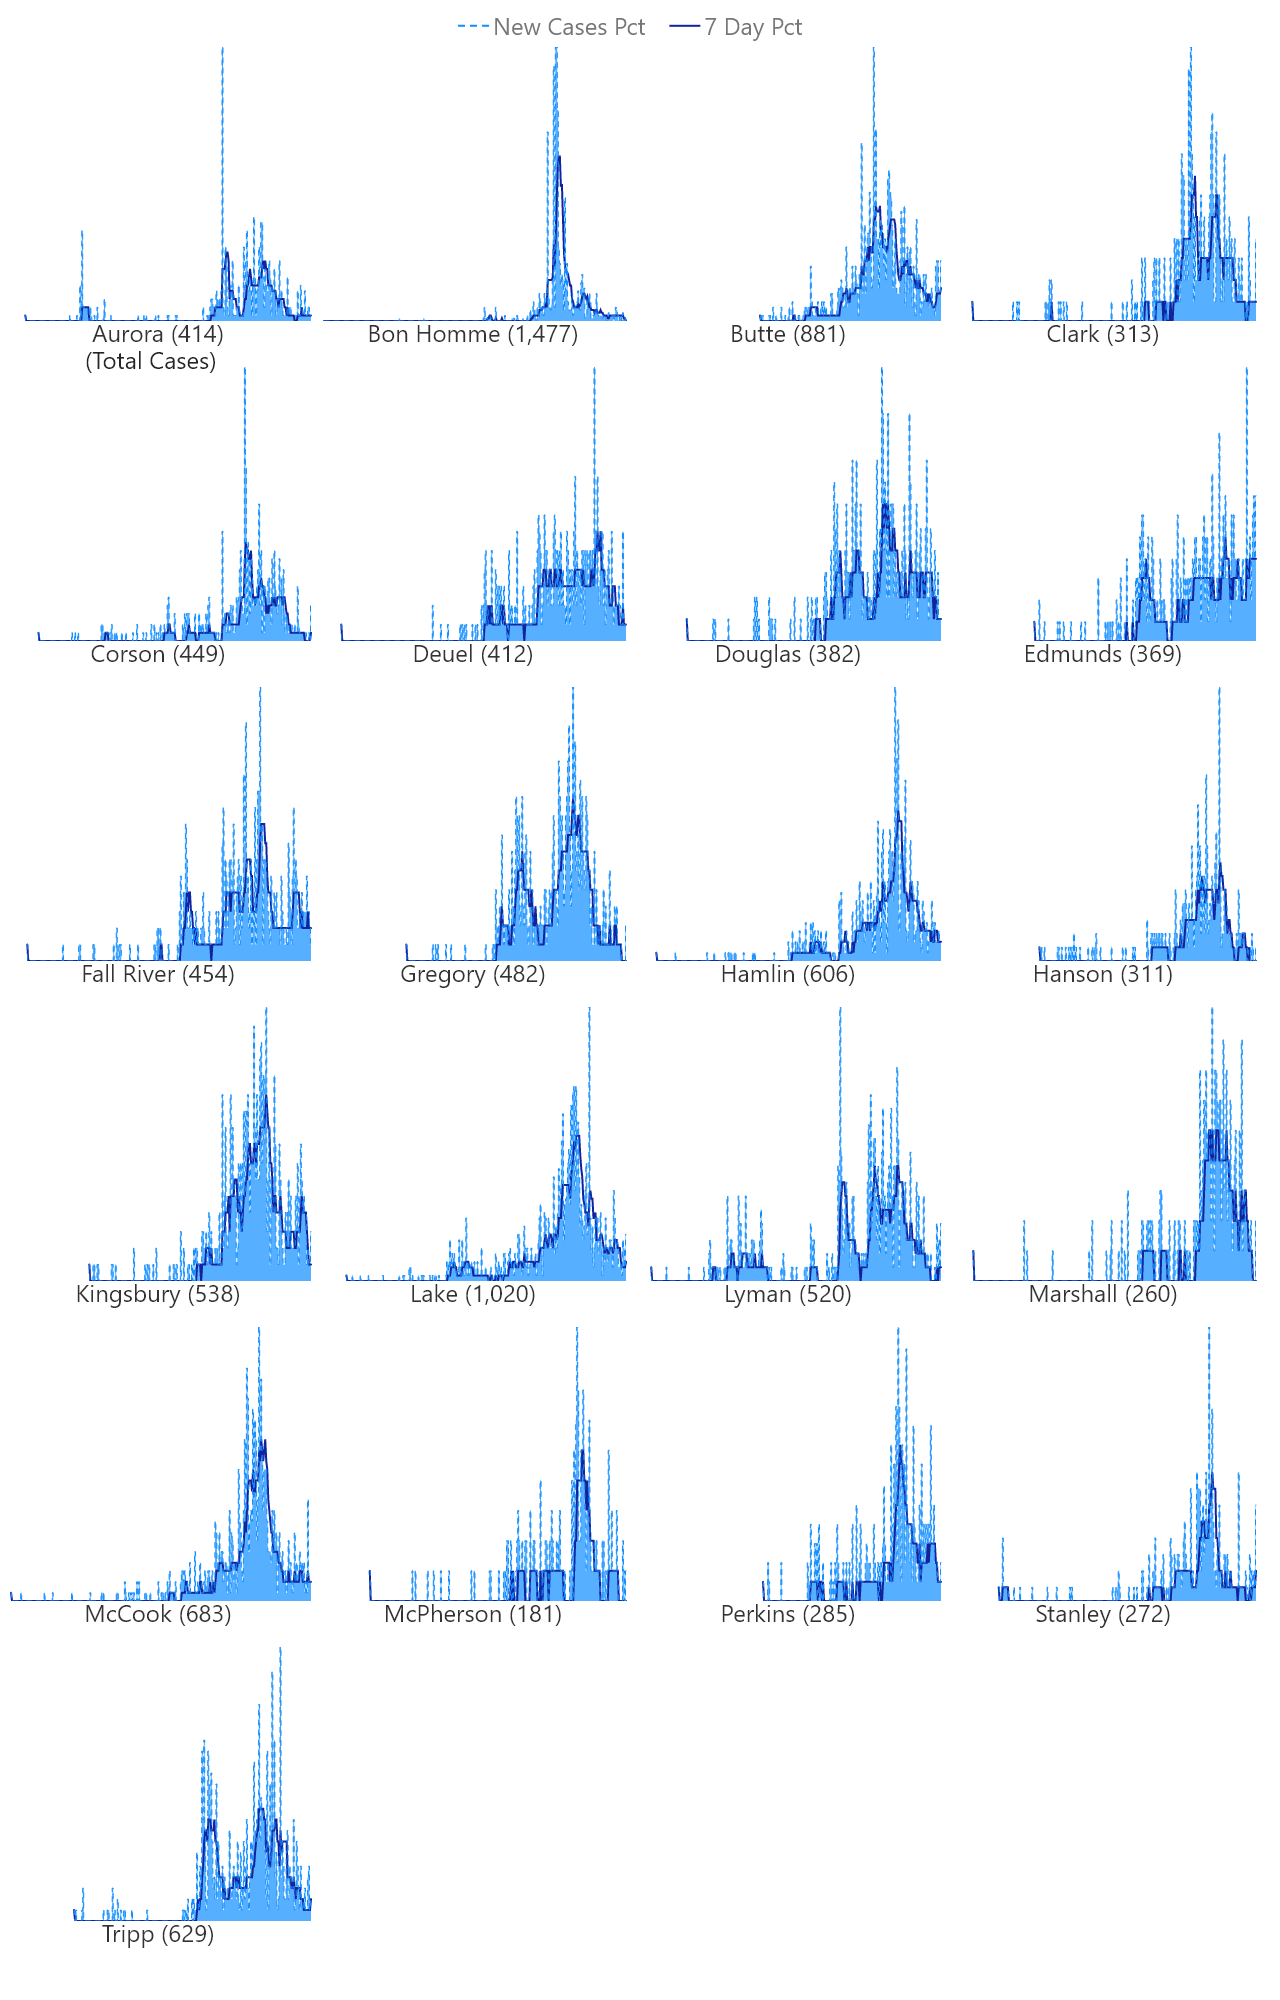 New Cases Pct 7 Day Pct
Aurora (414) Bon Homme (1,477) Butte (881) Clark (313)
(Total Cases)
Corson (449) Deuel (412) Douglas (382) Edmunds (369)
Fall River (454) Gregory (482) Hamlin (606) Hanson (311)
Kingsbury (538) Lake (1,020) Lyman (520) Marshall (260)
McCook (683) McPherson (181) Perkins (285) Stanley (272)
Tripp (629)